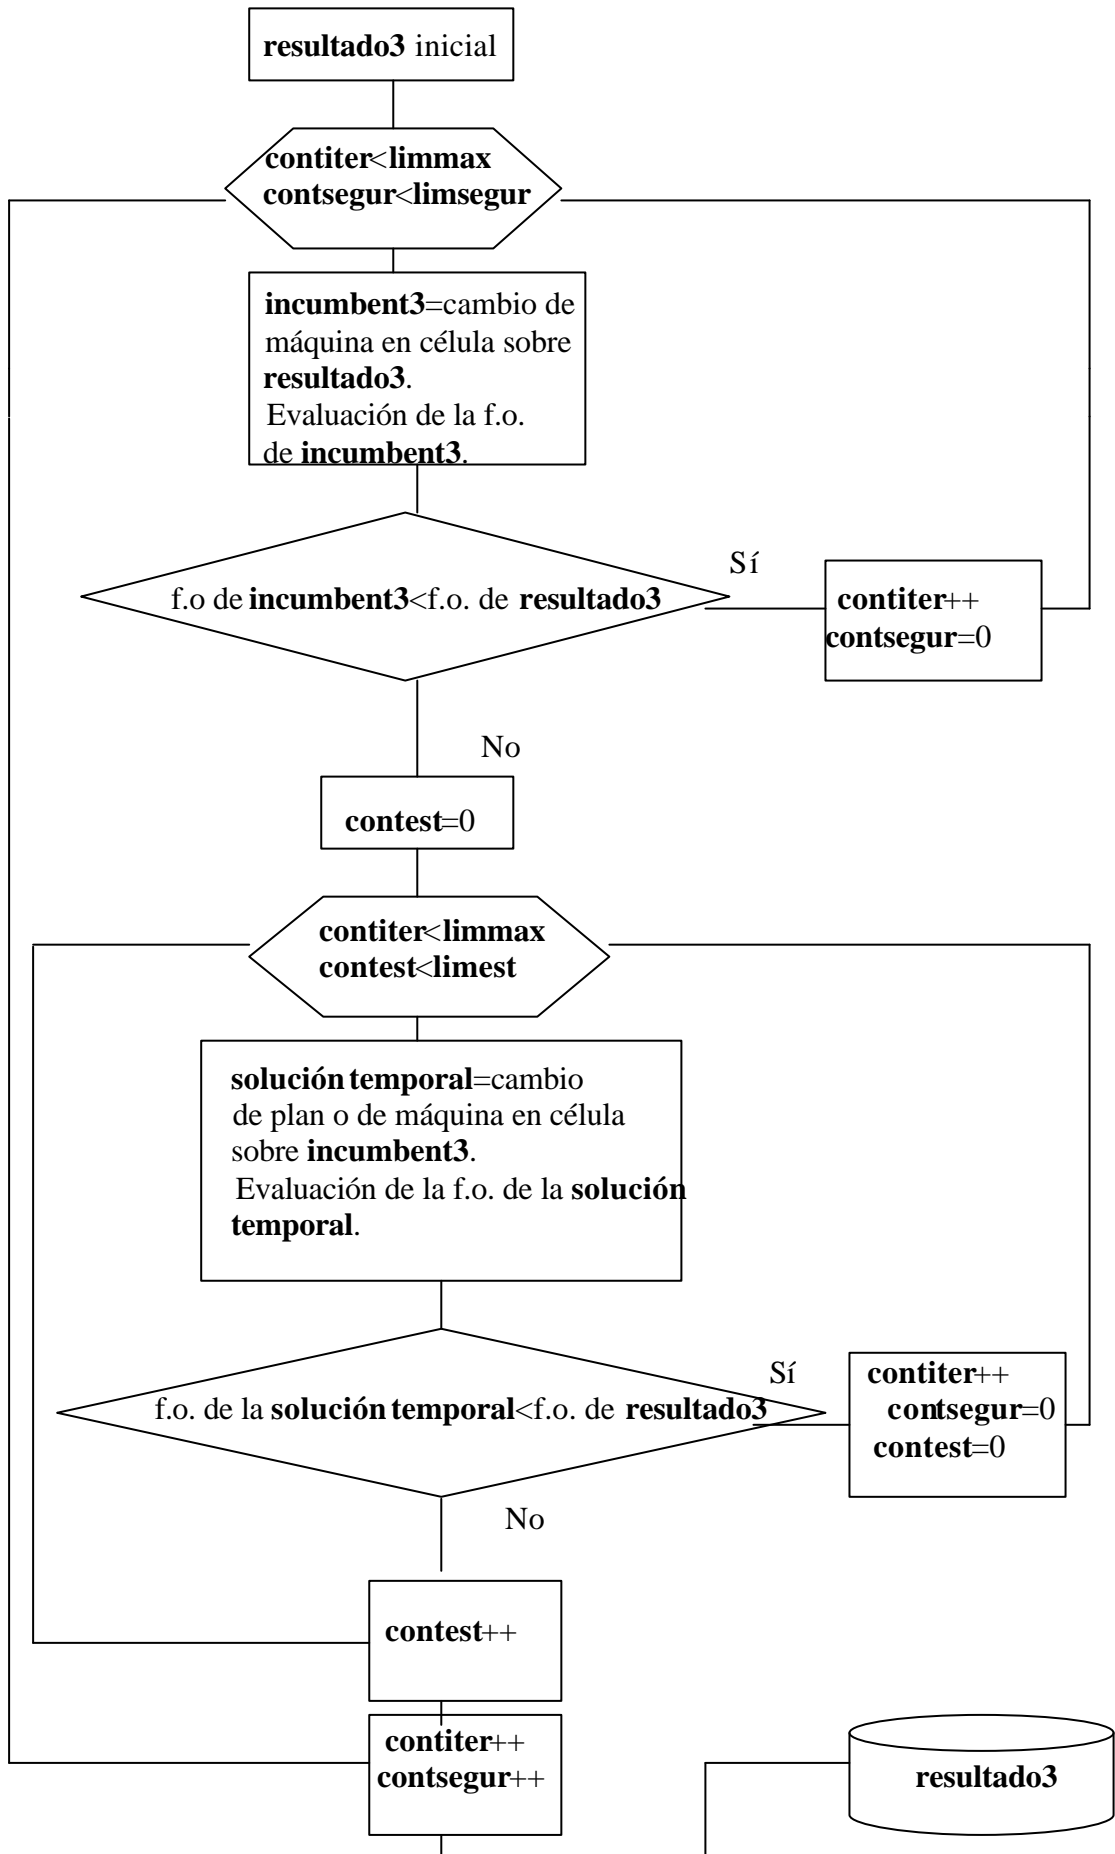 resultado3 inicial
contiter<limmax
contsegur<limsegur
incumbent3=cambio de
máquina en célula sobre
resultado3.
Evaluación de la f.o.
de incumbent3.
f.o de incumbent3<f.o. de resultado3
Sí
contiter++
contsegur=0
No
contest=0
contiter<limmax
contest<limest
solución temporal=cambio
de plan o de máquina en célula
sobre incumbent3.
Evaluación de la f.o. de la solución
temporal.
f.o. de la solución temporal<f.o. de resultado3
Sí
contiter++
contsegur=0
contest=0
No
contest++
contiter++
contsegur++
resultado3